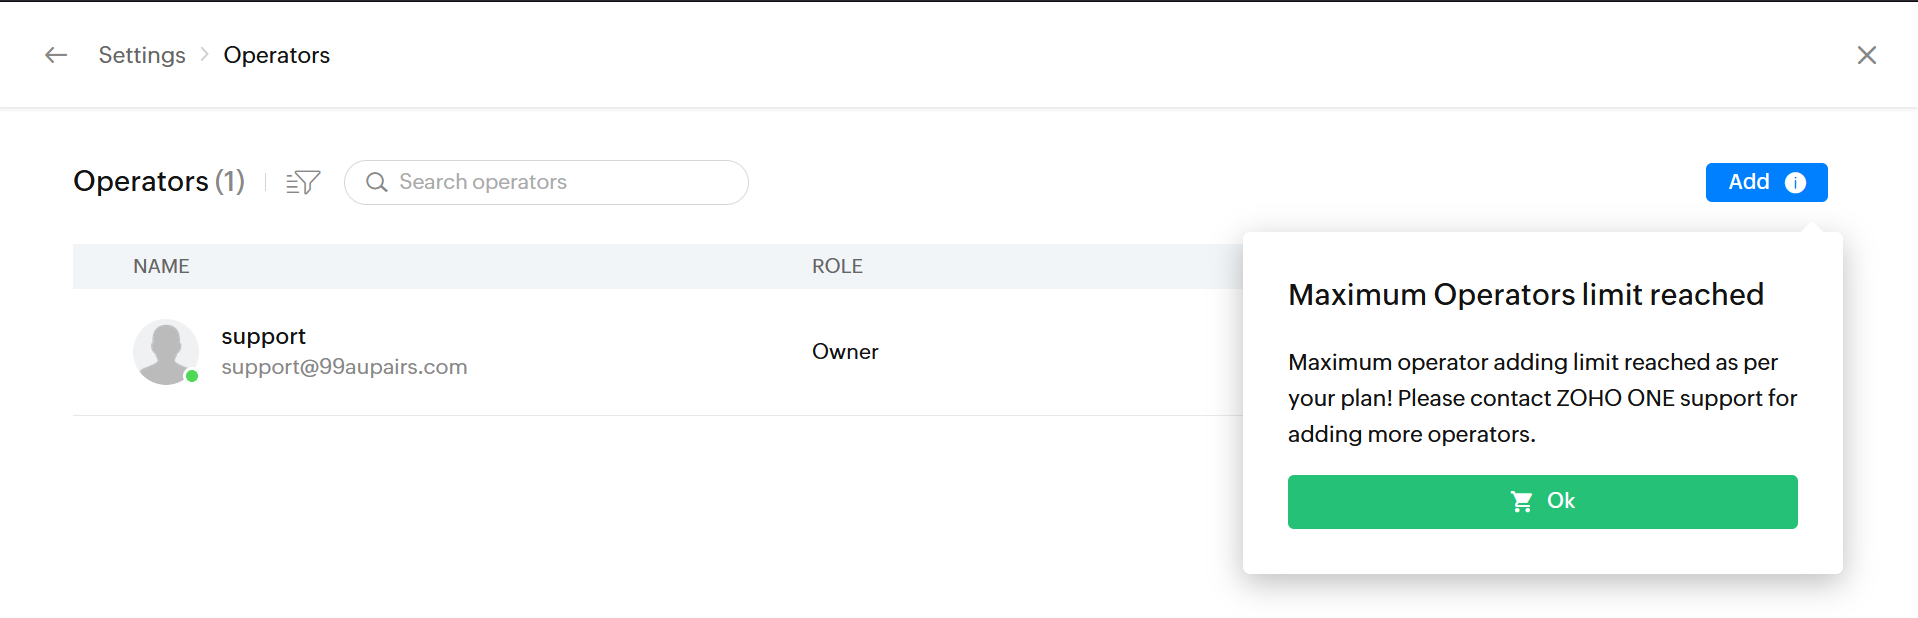 Settings > Operators
Operators (1)
Search operators
Add
NAME ROLE
support
support@99aupairs.com
Owner
Maximum Operators limit reached
Maximum operator adding limit reached as per
your plan! Please contact ZOHO ONE support for
adding more operators.
Ok